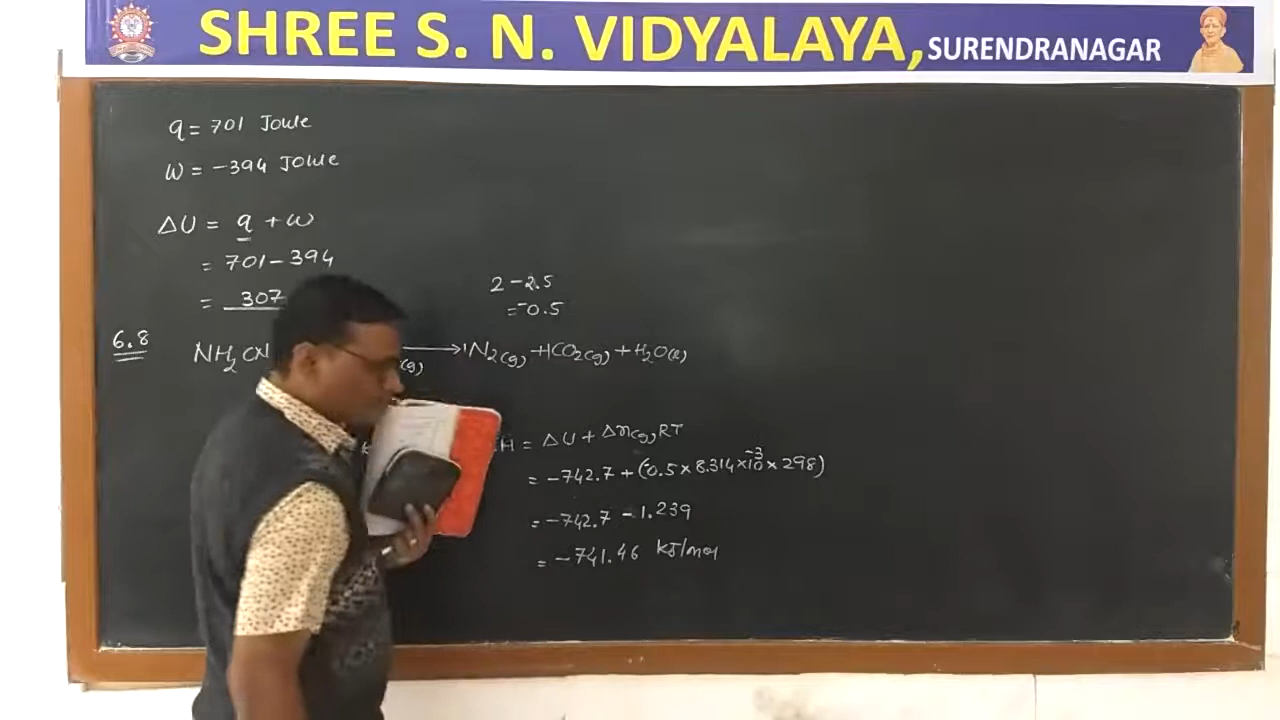 SHREE S. N. VIDYALAYA, SURENDRANAGAR
q = 701 Joule
W = -394 Joule
ΔU = q + w
= 701 - 394
= 307
2 - 2.5
= -0.5
6.8
NH₂CN (g) ⟶ 1N₂(g) + 1CO₂(g) + H₂O(l)
H = ΔU + Δn(g) RT
= -742.7 + (-0.5 × 8.314 × 10⁻³ × 298)
= -742.7 - 1.239
= -741.46 kJ/mol